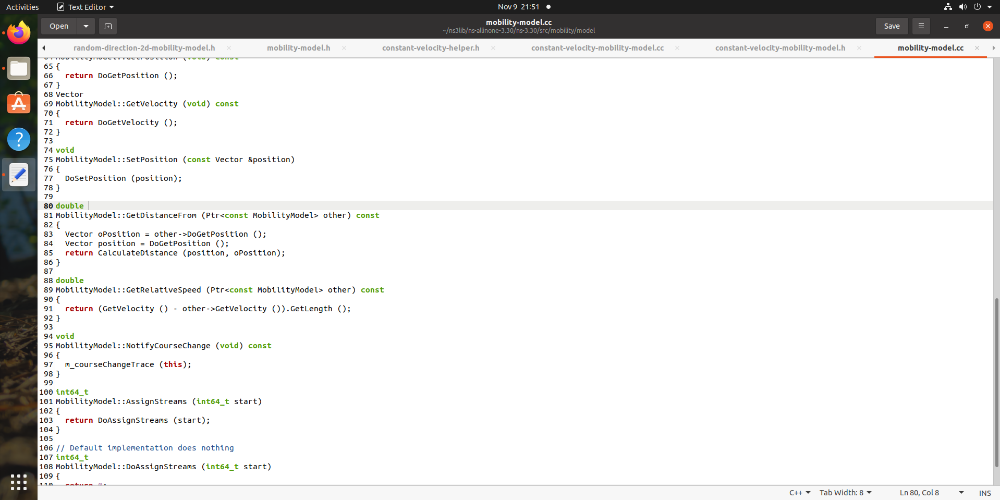 Activities Text Editor Nov 9 21:51
Open mobility-model.cc Save
~/ns3lib/ns-allinone-3.30/ns-3.30/src/mobility/model
random-direction-2d-mobility-model.h mobility-model.h constant-velocity-helper.h constant-velocity-mobility-model.cc constant-velocity-mobility-model.h mobility-model.cc
64 MobilityModel::GetPosition (void) const
65 {
66   return DoGetPosition ();
67 }
68 Vector
69 MobilityModel::GetVelocity (void) const
70 {
71   return DoGetVelocity ();
72 }
73
74 void
75 MobilityModel::SetPosition (const Vector &position)
76 {
77   DoSetPosition (position);
78 }
79
80 double
81 MobilityModel::GetDistanceFrom (Ptr<const MobilityModel> other) const
82 {
83   Vector oPosition = other->DoGetPosition ();
84   Vector position = DoGetPosition ();
85   return CalculateDistance (position, oPosition);
86 }
87
88 double
89 MobilityModel::GetRelativeSpeed (Ptr<const MobilityModel> other) const
90 {
91   return (GetVelocity () - other->GetVelocity ()).GetLength ();
92 }
93
94 void
95 MobilityModel::NotifyCourseChange (void) const
96 {
97   m_courseChangeTrace (this);
98 }
99
100 int64_t
101 MobilityModel::AssignStreams (int64_t start)
102 {
103   return DoAssignStreams (start);
104 }
105
106 // Default implementation does nothing
107 int64_t
108 MobilityModel::DoAssignStreams (int64_t start)
109 {
110   return 0;
C++ Tab Width: 8 Ln 80, Col 8 INS